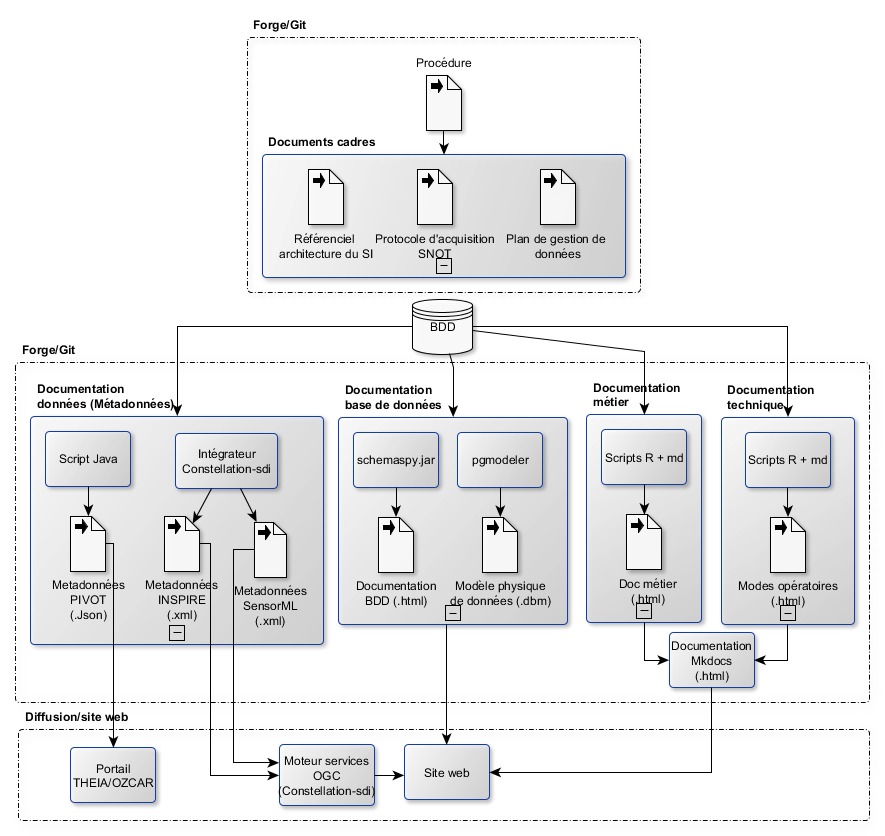 Forge/Git
Procédure
Documents cadres
Référenciel
architecture du SI
Protocole d'acquisition
SNOT
Plan de gestion de
données
BDD
Forge/Git
Documentation
données (Métadonnées)
Documentation
base de données
Documentation
métier
Documentation
technique
Script Java
Intégrateur
Constellation-sdi
schemaspy.jar
pgmodeler
Scripts R + md
Scripts R + md
Metadonnées
PIVOT
(.Json)
Metadonnées
INSPIRE
(.xml)
Metadonnées
SensorML
(.xml)
Documentation
BDD (.html)
Modèle physique
de données (.dbm)
Doc métier
(.html)
Modes opératoires
(.html)
Documentation
Mkdocs
(.html)
Diffusion/site web
Portail
THEIA/OZCAR
Moteur services
OGC
(Constellation-sdi)
Site web